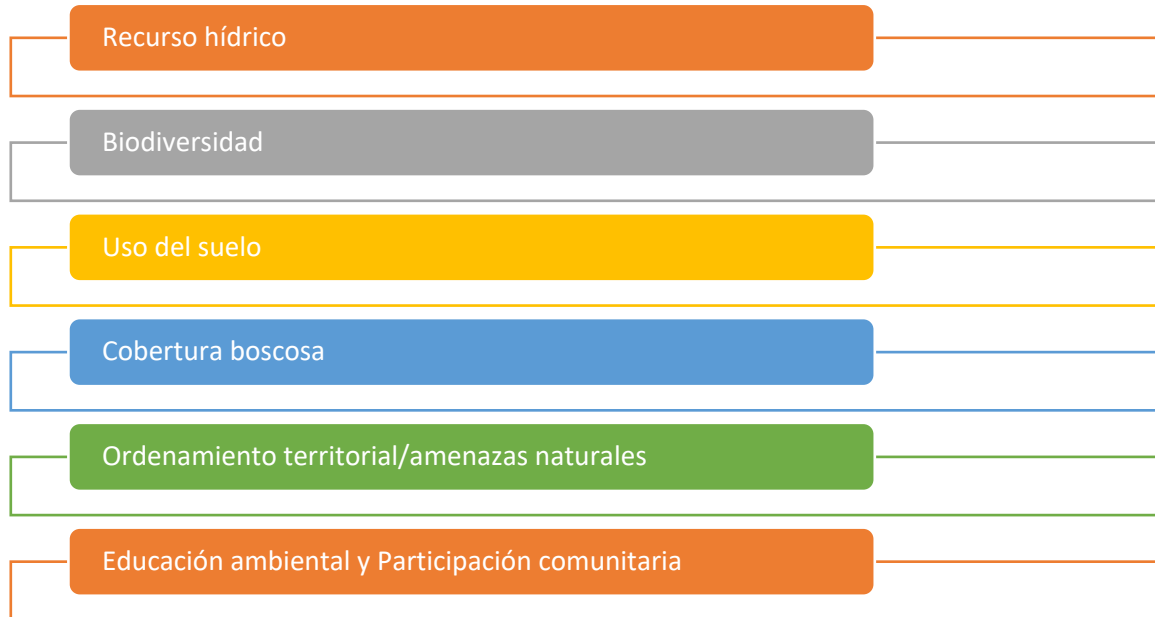 Recurso hídrico
Biodiversidad
Uso del suelo
Cobertura boscosa
Ordenamiento territorial/amenazas naturales
Educación ambiental y Participación comunitaria